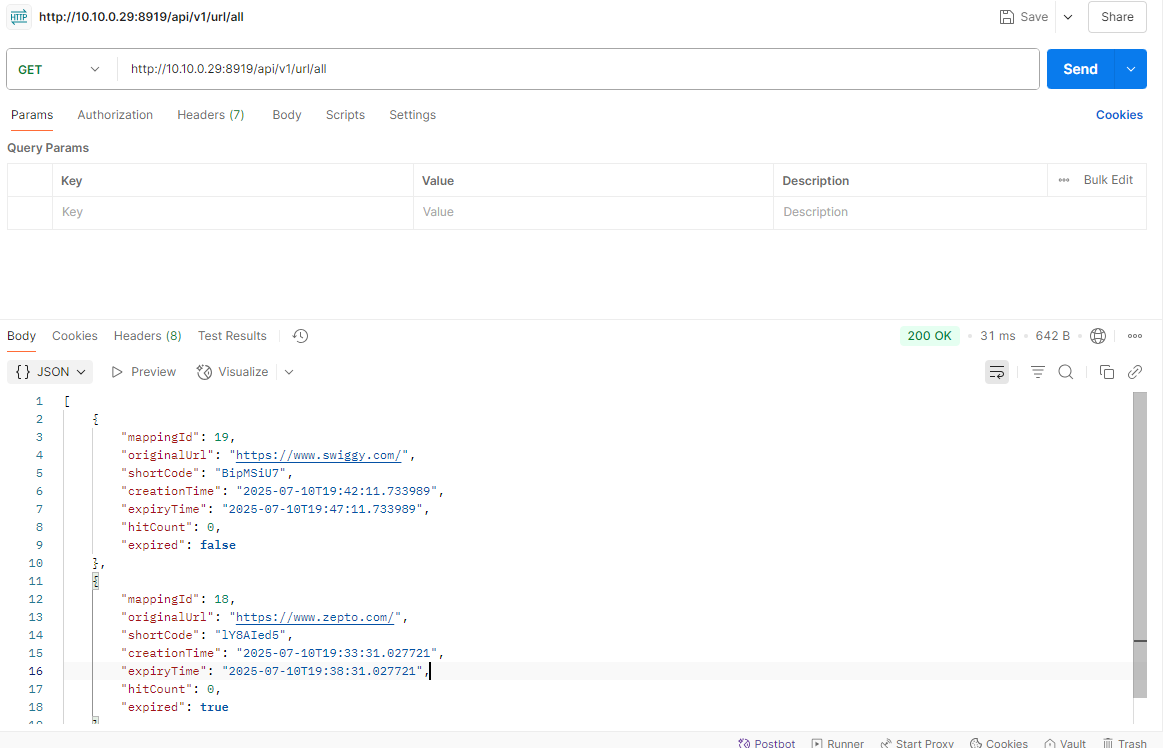 HTTP http://10.10.0.29:8919/api/v1/url/all Save Share
GET http://10.10.0.29:8919/api/v1/url/all Send
Params Authorization Headers (7) Body Scripts Settings Cookies
Query Params
Key Value Description Bulk Edit
Key Value Description
Body Cookies Headers (8) Test Results 200 OK 31 ms 642 B
{} JSON Preview Visualize
1 [
2 {
3 "mappingId": 19,
4 "originalUrl": "https://www.swiggy.com/",
5 "shortCode": "BipMSiU7",
6 "creationTime": "2025-07-10T19:42:11.733989",
7 "expiryTime": "2025-07-10T19:47:11.733989",
8 "hitCount": 0,
9 "expired": false
10 },
11 {
12 "mappingId": 18,
13 "originalUrl": "https://www.zepto.com/",
14 "shortCode": "lY8AIed5",
15 "creationTime": "2025-07-10T19:33:31.027721",
16 "expiryTime": "2025-07-10T19:38:31.027721",
17 "hitCount": 0,
18 "expired": true
Postbot Runner Start Proxy Cookies Vault Trash